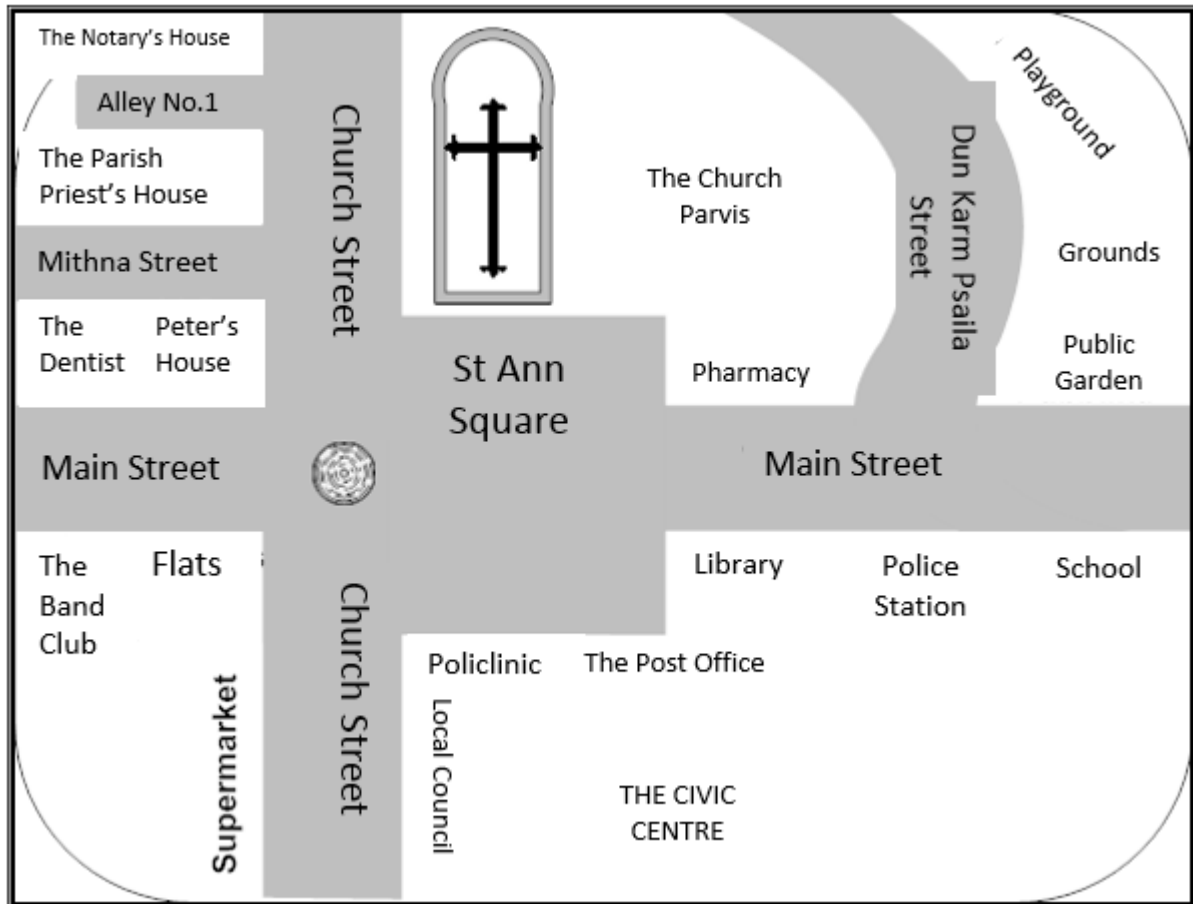 The Notary's House
Alley No.1
The Parish
Priest's House
Mithna Street
The
Dentist
Peter's
House
Church Street
The Church
Parvis
St Ann
Square
Pharmacy
Dun Karm Psaila
Street
Playground
Grounds
Public
Garden
Main Street
Main Street
The
Band
Club
Flats
Supermarket
Church Street
Policlinic
The Post Office
Local Council
THE CIVIC
CENTRE
Library
Police
Station
School